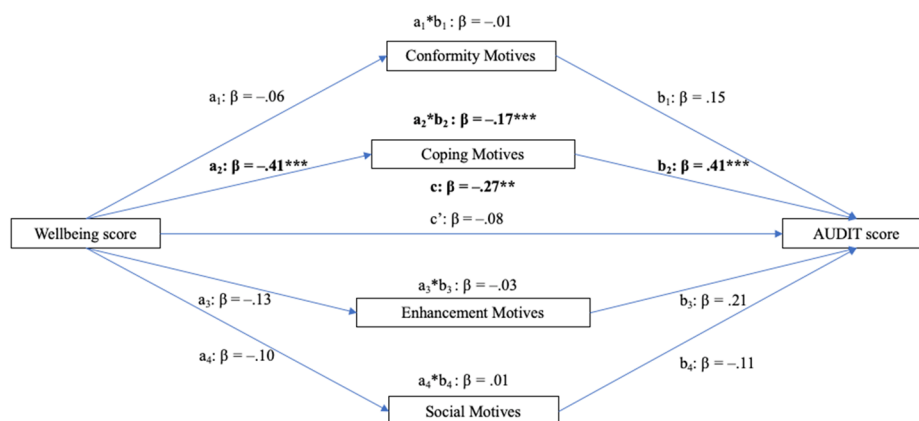 a₁*b₁ : β = –.01
Conformity Motives
a₁: β = –.06
b₁: β = .15
a₂*b₂ : β = –.17***
Coping Motives
a₂: β = –.41***
b₂: β = .41***
c: β = –.27**
c’: β = –.08
Wellbeing score
AUDIT score
a₃*b₃ : β = –.03
a₃: β = –.13
b₃: β = .21
Enhancement Motives
a₄: β = –.10
b₄: β = –.11
a₄*b₄ : β = .01
Social Motives